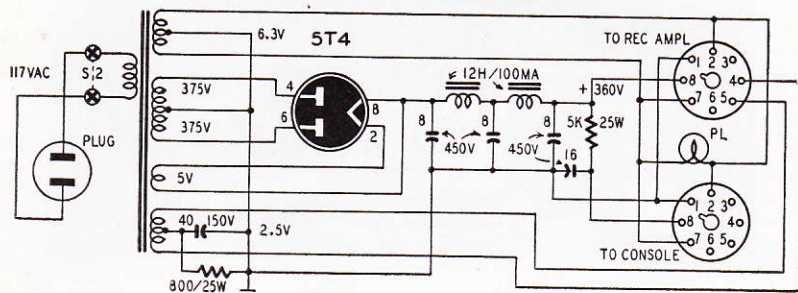 117VAC
S12
PLUG
6.3V
375V
375V
5V
40 150V
2.5V
800/25W
5T4
4
6
8
2
12H/100MA
+ 360V
8
8
8
450V
450V
16
5K 25W
TO REC AMPL
1 2 3
8 4
7 6 5
PL
1 2 3
8 4
7 6 5
TO CONSOLE